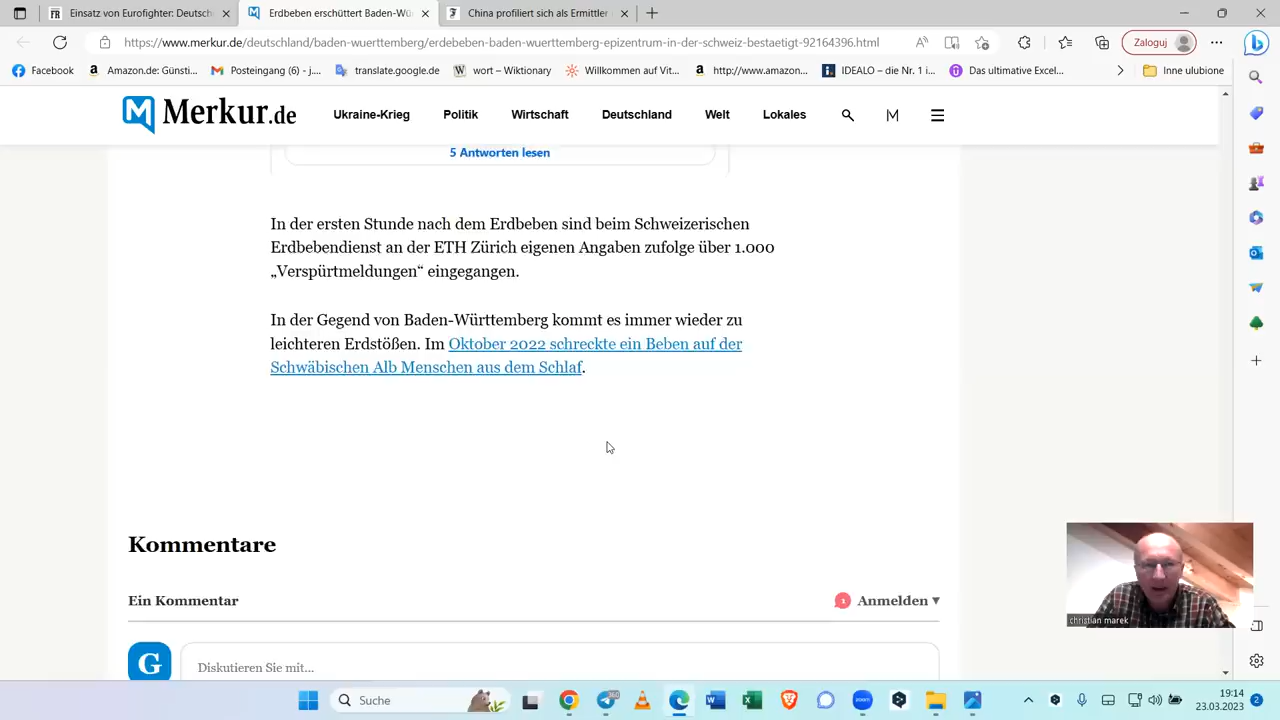 Einsatz von Eurofighter: Deutsch
Erdbeben erschüttert Baden-Wü
China profiliert sich als Ermittler
https://www.merkur.de/deutschland/baden-wuerttemberg/erdebeben-baden-wuerttemberg-epizentrum-in-der-schweiz-bestaetigt-92164396.html
Zaloguj
Facebook
Amazon.de: Günsti...
Posteingang (6) - j....
translate.google.de
wort – Wiktionary
Willkommen auf Vit...
http://www.amazon...
IDEALO – die Nr. 1 i...
Das ultimative Excel...
Inne ulubione
Merkur.de
Ukraine-Krieg
Politik
Wirtschaft
Deutschland
Welt
Lokales
M
5 Antworten lesen
In der ersten Stunde nach dem Erdbeben sind beim Schweizerischen
Erdbebendienst an der ETH Zürich eigenen Angaben zufolge über 1.000
„Verspürtmeldungen“ eingegangen.
In der Gegend von Baden-Württemberg kommt es immer wieder zu
leichteren Erdstößen. Im Oktober 2022 schreckte ein Beben auf der
Schwäbischen Alb Menschen aus dem Schlaf.
Kommentare
Ein Kommentar
1 Anmelden
G
Diskutieren Sie mit...
christian marek
Suche
19:14
23.03.2023
2